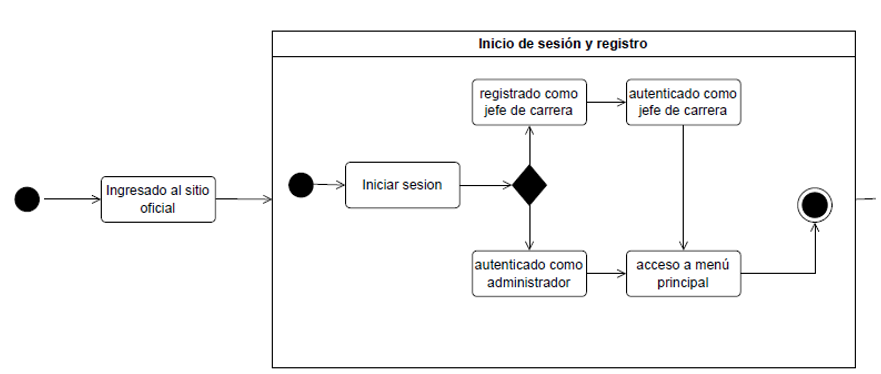 Inicio de sesión y registro
registrado como
jefe de carrera
autenticado como
jefe de carrera
Ingresado al sitio
oficial
Iniciar sesion
autenticado como
administrador
acceso a menú
principal